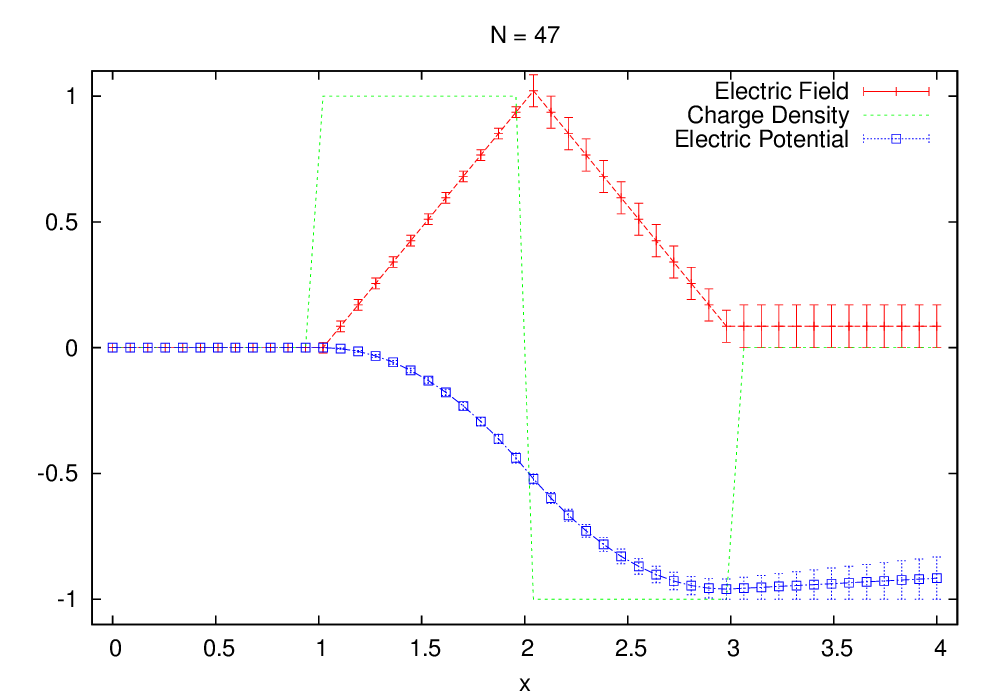 N = 47
Electric Field
Charge Density
Electric Potential
1
0.5
0
-0.5
-1
0 0.5 1 1.5 2 2.5 3 3.5 4
x